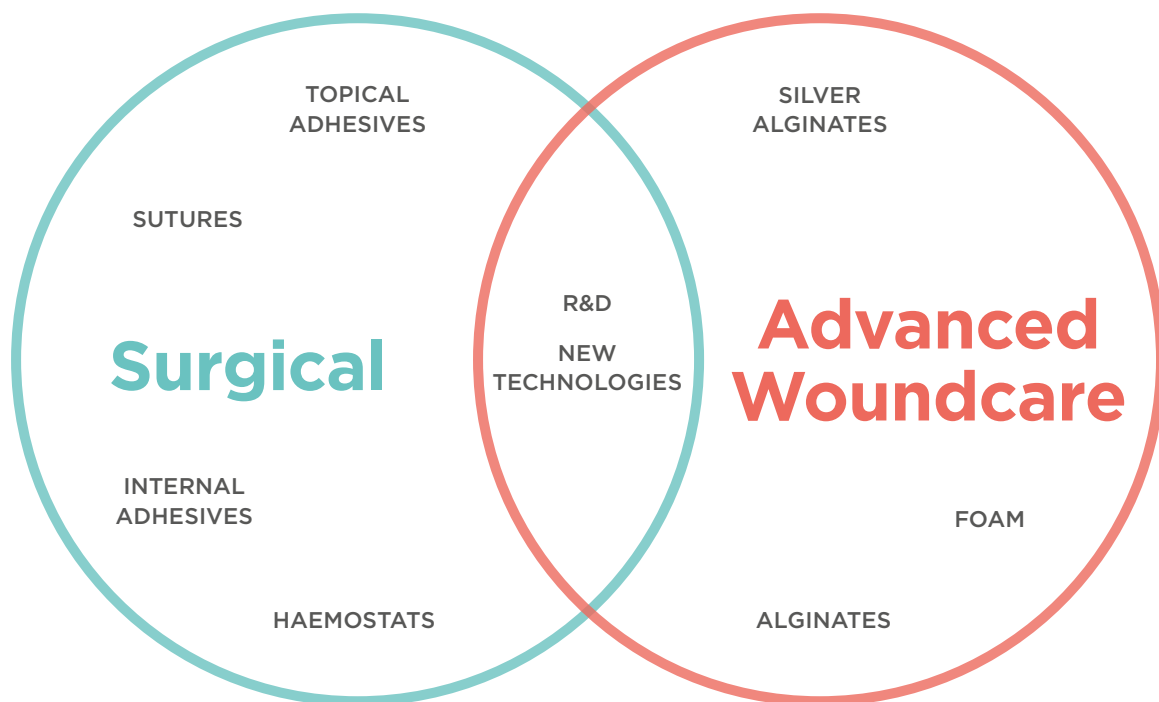 TOPICAL
ADHESIVES
SUTURES
Surgical
INTERNAL
ADHESIVES
HAEMOSTATS
R&D
NEW
TECHNOLOGIES
SILVER
ALGINATES
Advanced
Woundcare
FOAM
ALGINATES